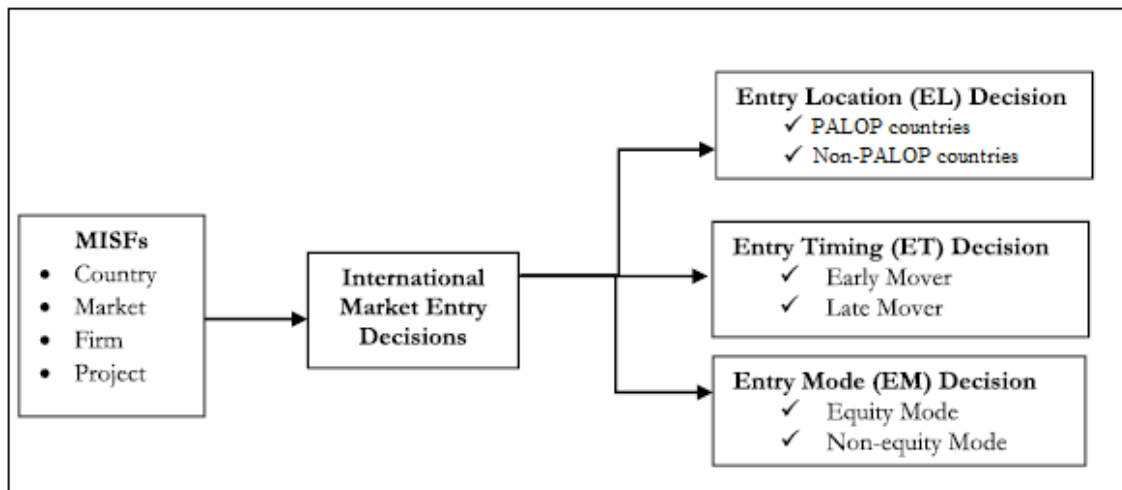 MISFs
• Country
• Market
• Firm
• Project
International
Market Entry
Decisions
Entry Location (EL) Decision
✓ PALOP countries
✓ Non-PALOP countries
Entry Timing (ET) Decision
✓ Early Mover
✓ Late Mover
Entry Mode (EM) Decision
✓ Equity Mode
✓ Non-equity Mode